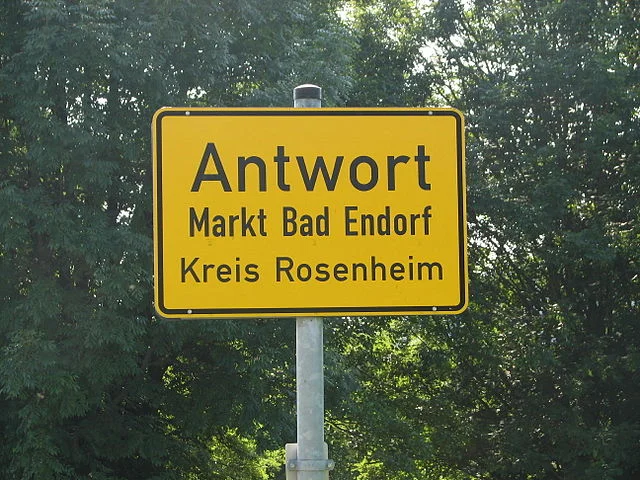 Antwort
Markt Bad Endorf
Kreis Rosenheim